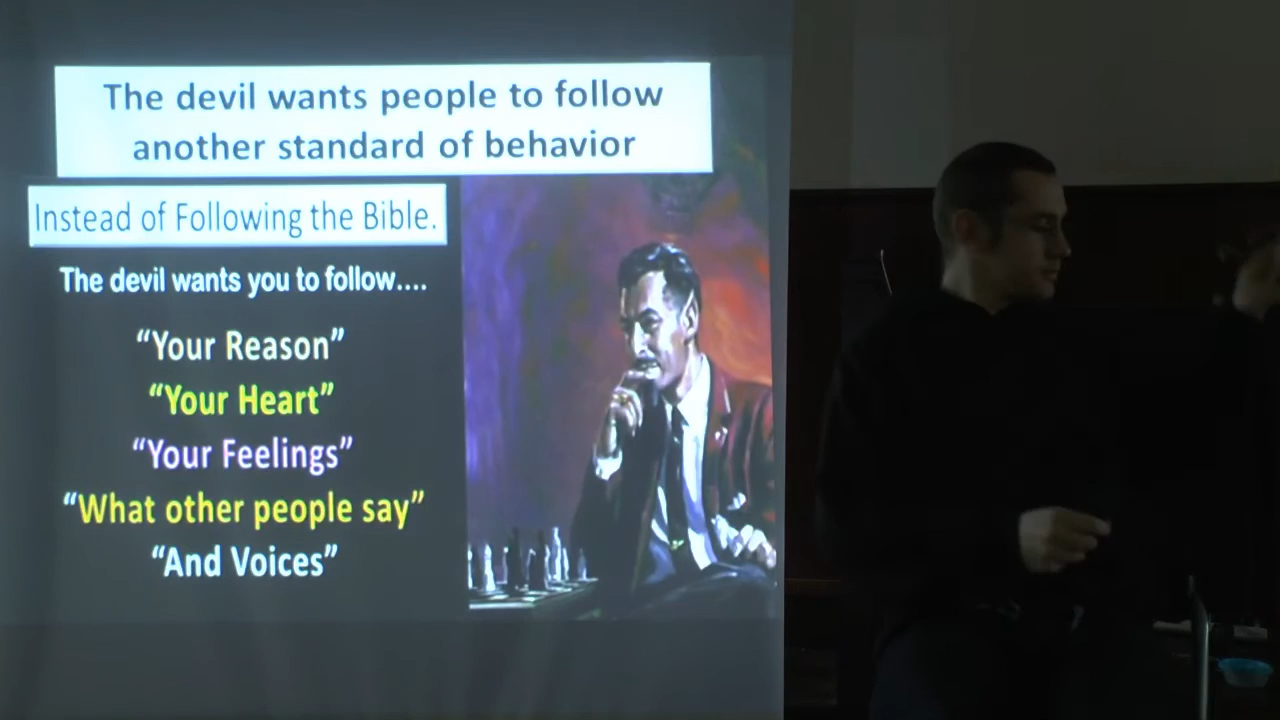 The devil wants people to follow
another standard of behavior
Instead of Following the Bible.
The devil wants you to follow....
“Your Reason”
“Your Heart”
“Your Feelings”
“What other people say”
“And Voices”